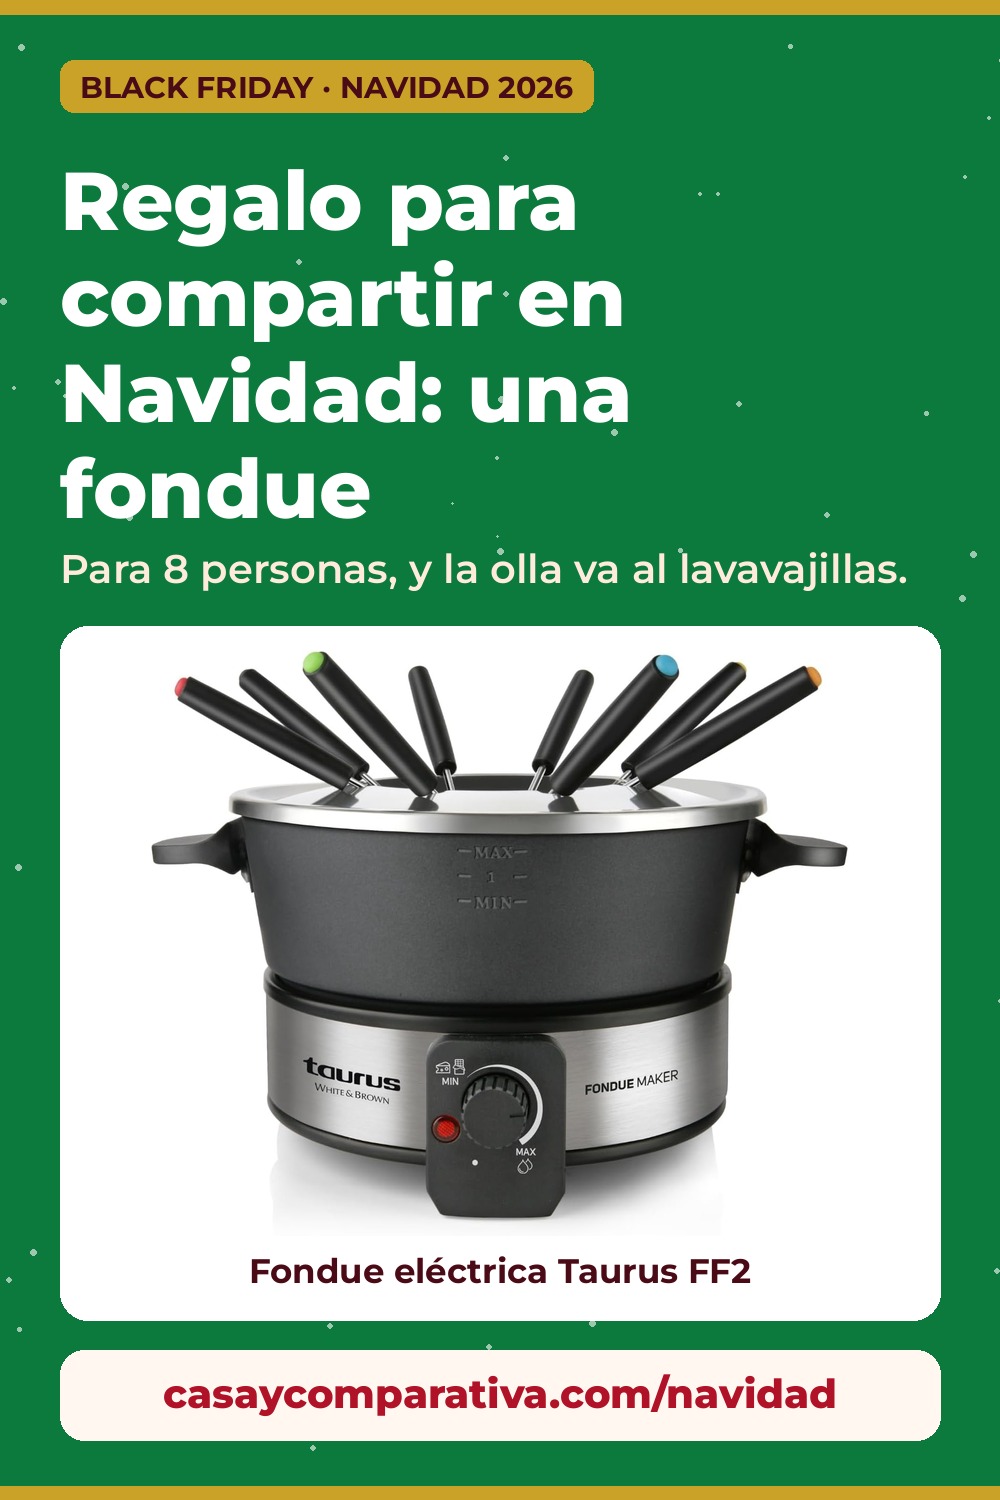 BLACK FRIDAY · NAVIDAD 2026
Regalo para
compartir en
Navidad: una
fondue
Para 8 personas, y la olla va al lavavajillas.
MAX
1
MIN
taurus
WHITE & BROWN
MIN
FONDUE MAKER
MAX
Fondue eléctrica Taurus FF2
casaycomparativa.com/navidad